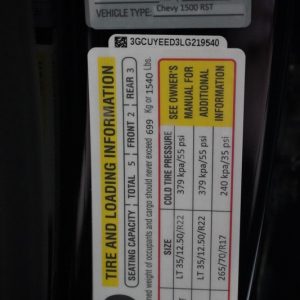 VEHICLE TYPE: Chevy 1500 RST
3GCUYEED3LG219540
TIRE AND LOADING INFORMATION
SEATING CAPACITY TOTAL 5 FRONT 2 REAR 3
weight of occupants and cargo should never exceed 699 Kg or 1540 Lbs.
SIZE COLD TIRE PRESSURE
LT 35/12.50/R22 379 kpa/55 psi
LT 35/12.50/R22 379 kpa/55 psi
265/70/R17 240 kpa/35 psi
SEE OWNER'S
MANUAL FOR
ADDITIONAL
INFORMATION